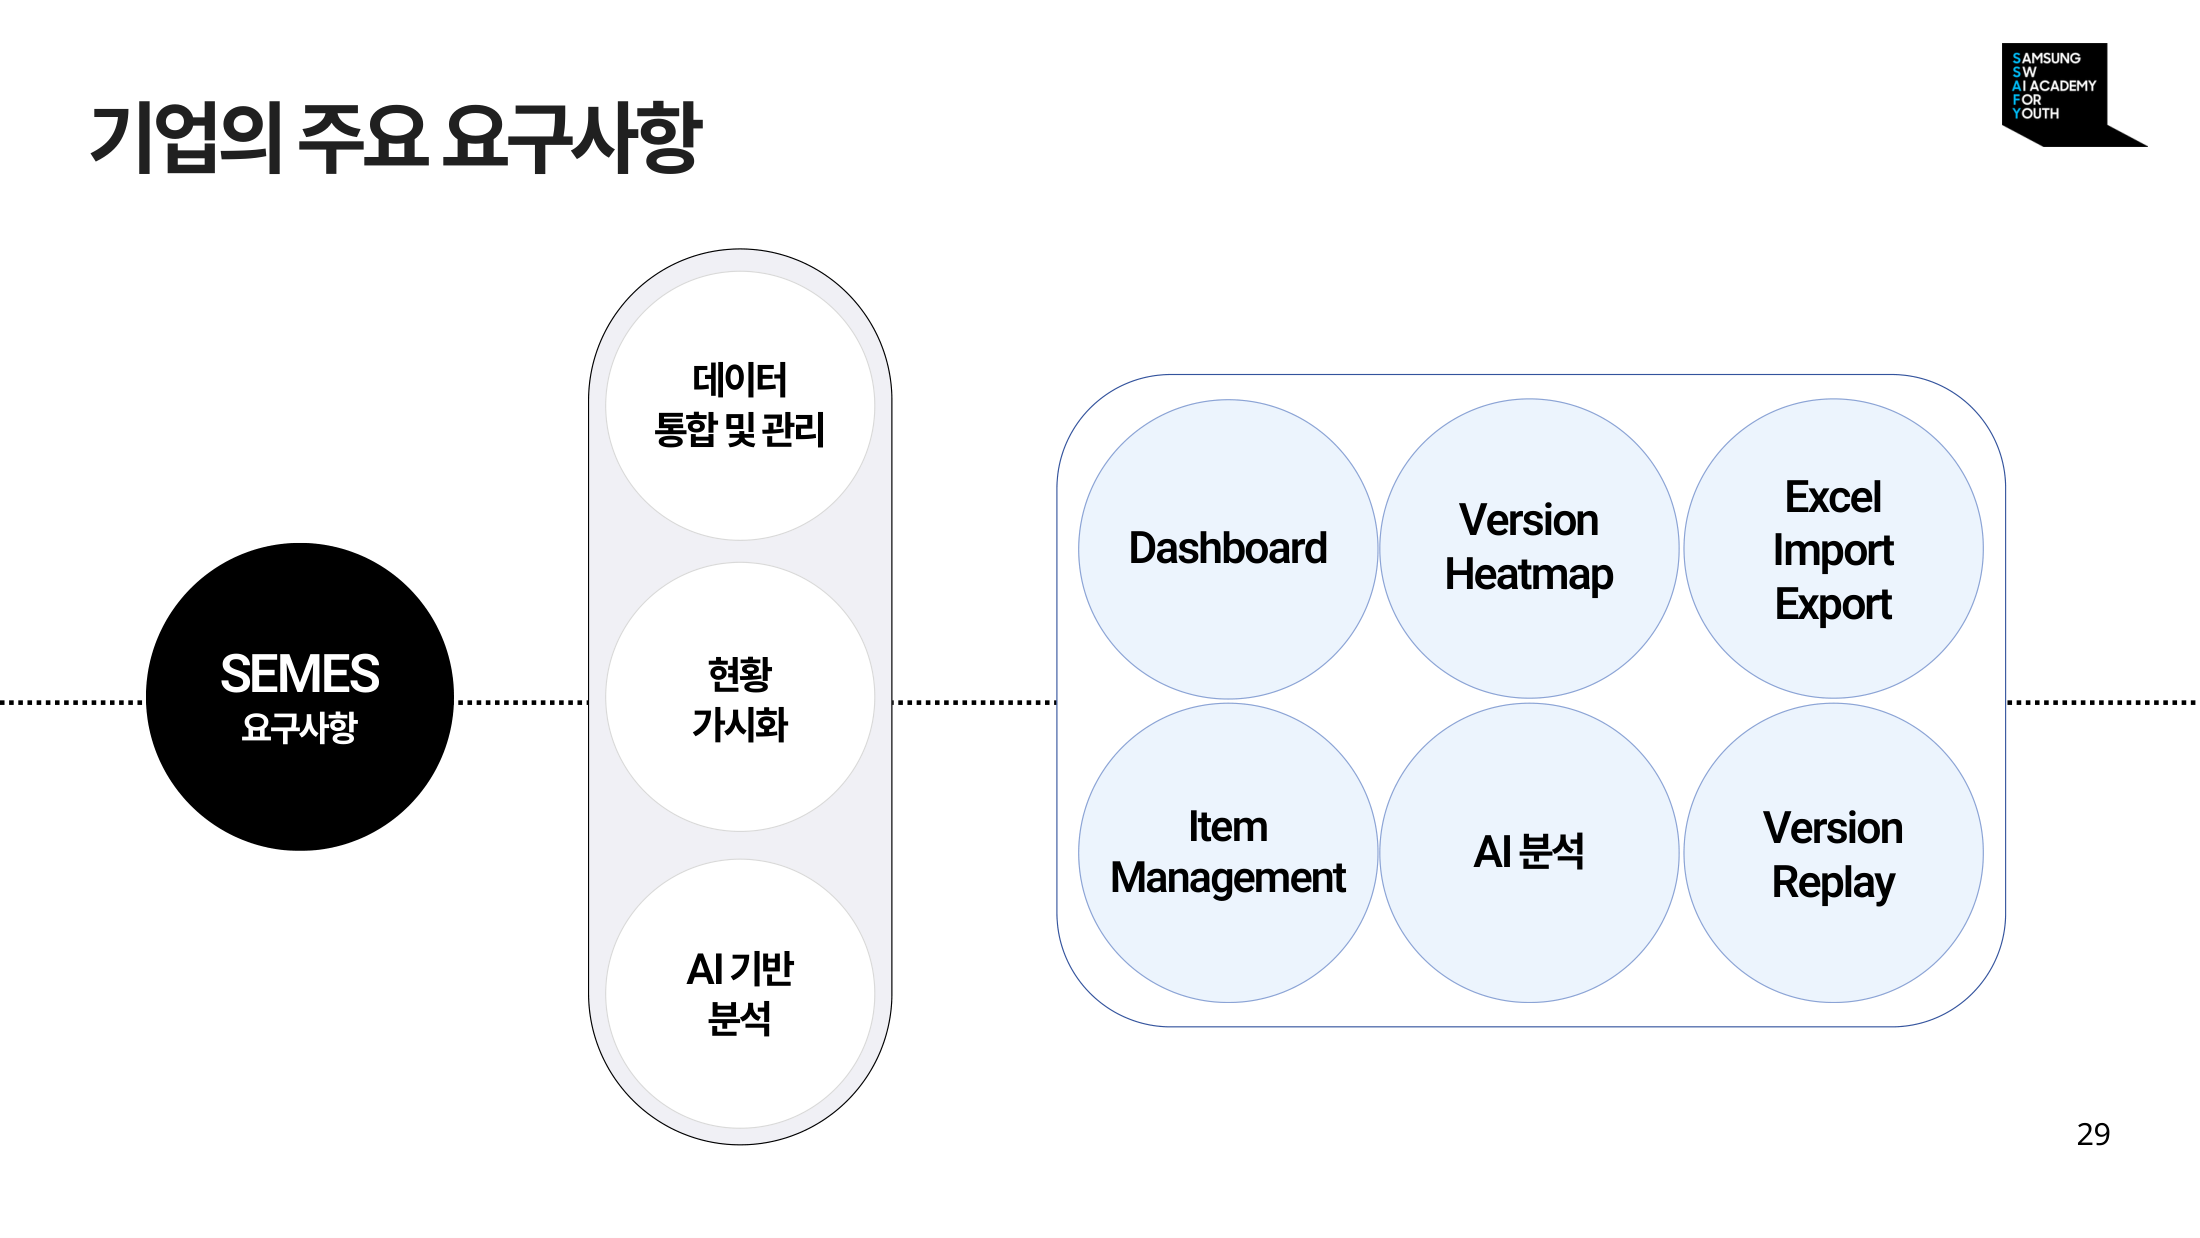 기업의 주요 요구사항
SAMSUNG
SW
AI ACADEMY
FOR
YOUTH
SEMES
요구사항
데이터
통합 및 관리
현황
가시화
AI 기반
분석
Dashboard
Version
Heatmap
Excel
Import
Export
Item
Management
AI 분석
Version
Replay
29